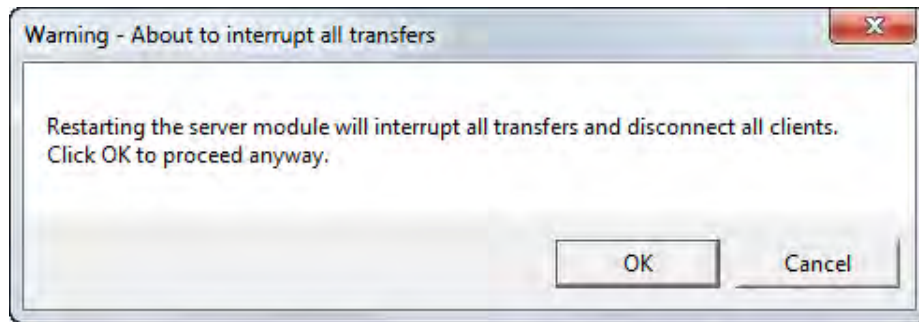 Warning - About to interrupt all transfers
Restarting the server module will interrupt all transfers and disconnect all clients.
Click OK to proceed anyway.
OK Cancel